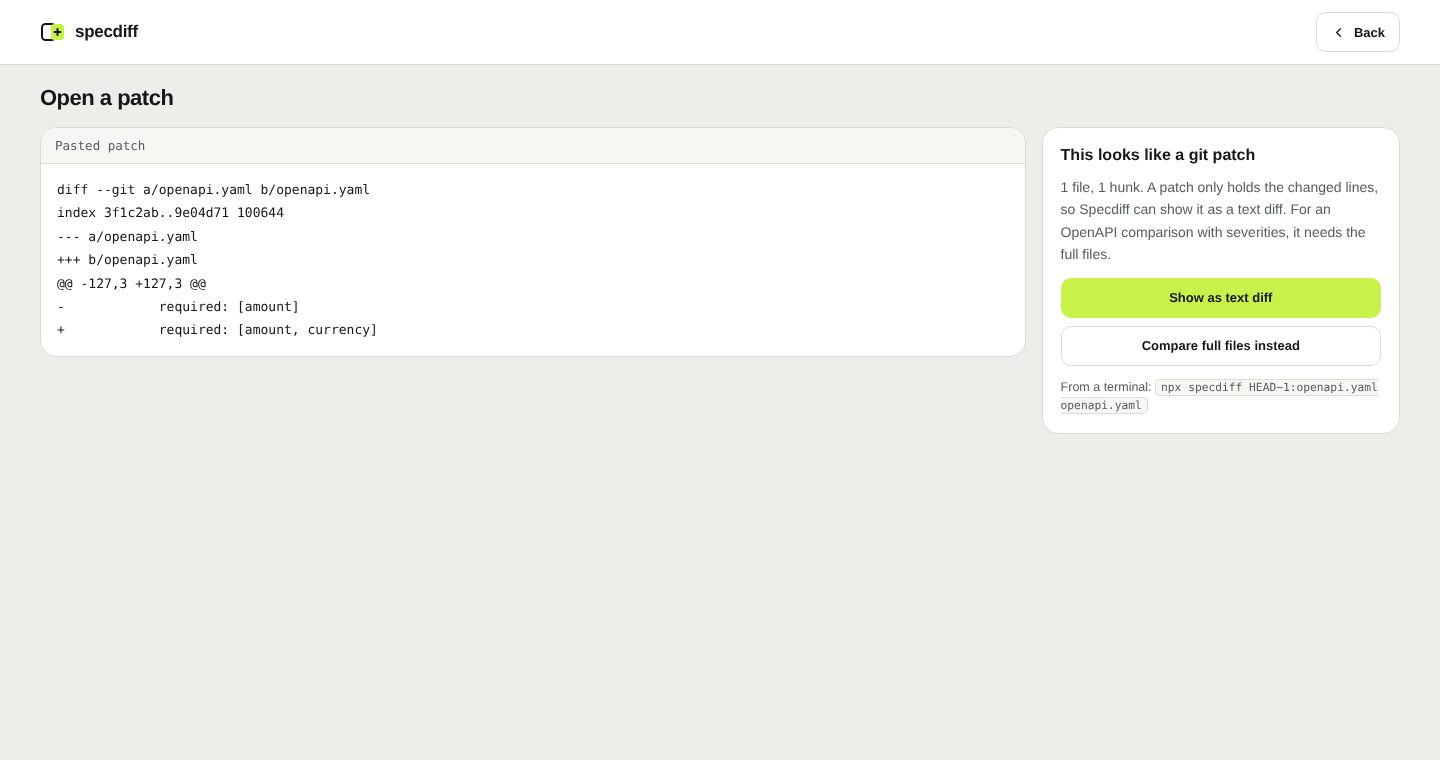 specdiff
Back
Open a patch
Pasted patch
diff --git a/openapi.yaml b/openapi.yaml
index 3f1c2ab..9e04d71 100644
--- a/openapi.yaml
+++ b/openapi.yaml
@@ -127,3 +127,3 @@
-            required: [amount]
+            required: [amount, currency]
This looks like a git patch
1 file, 1 hunk. A patch only holds the changed lines,
so Specdiff can show it as a text diff. For an
OpenAPI comparison with severities, it needs the
full files.
Show as text diff
Compare full files instead
From a terminal: npx specdiff HEAD~1:openapi.yaml
openapi.yaml